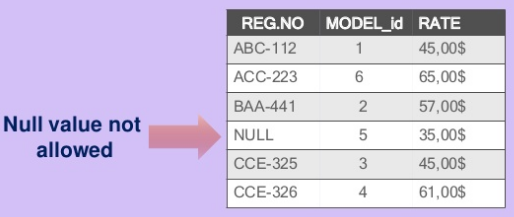 REG.NO MODEL_id RATE
ABC-112 1 45,00$
ACC-223 6 65,00$
BAA-441 2 57,00$
NULL 5 35,00$
CCE-325 3 45,00$
CCE-326 4 61,00$
Null value not
allowed